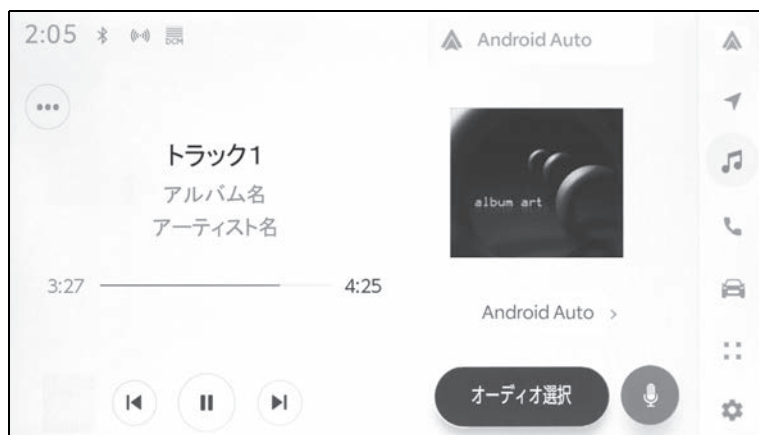 2:05
DCM
Android Auto
トラック1
アルバム名
アーティスト名
album art
3:27
4:25
Android Auto
オーディオ選択